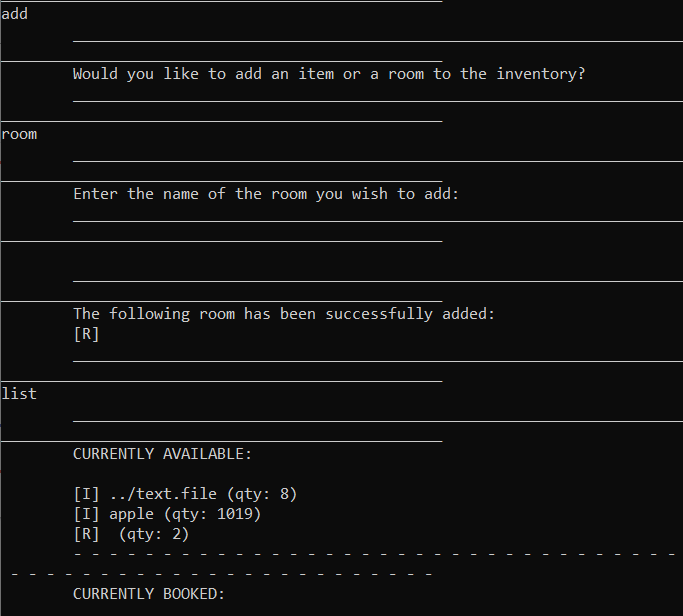 add
Would you like to add an item or a room to the inventory?
room
Enter the name of the room you wish to add:
The following room has been successfully added:
[R]
list
CURRENTLY AVAILABLE:
[I] ../text.file (qty: 8)
[I] apple (qty: 1019)
[R]  (qty: 2)
- - - - - - - - - - - - - - - - - - - - - - - - - - - - - - - - - -
- - - - - - - - - - - - - - - - - - - - - - - -
CURRENTLY BOOKED: